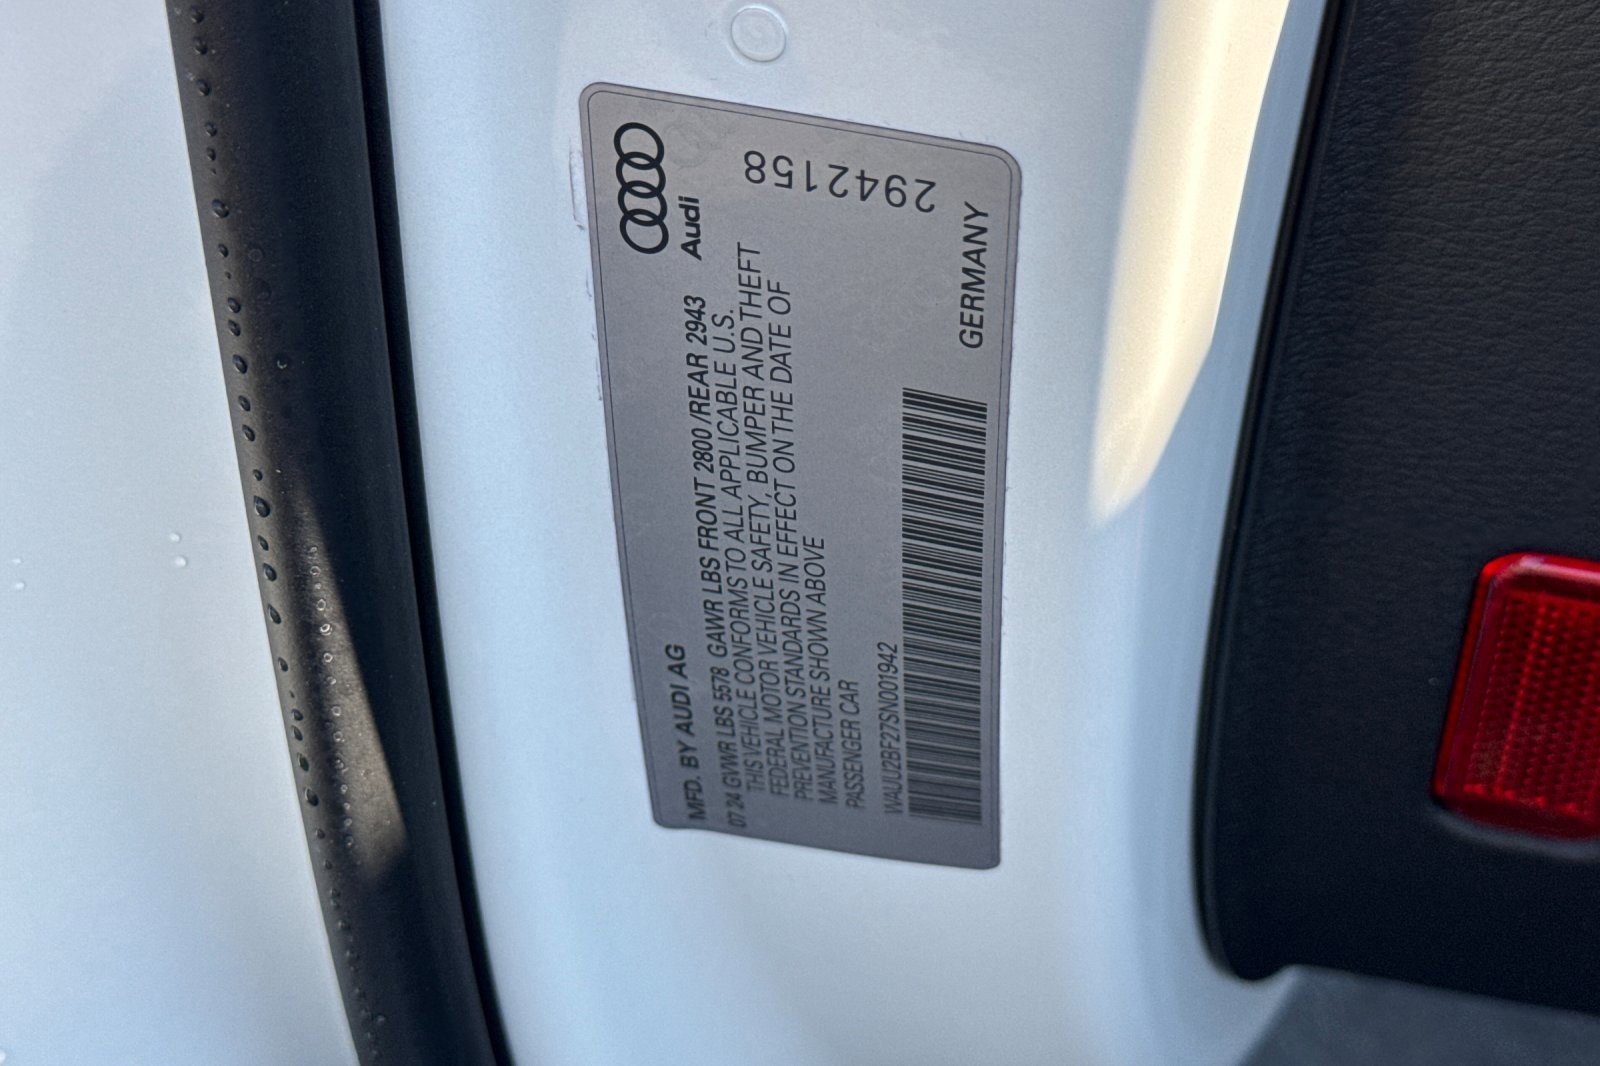 Audi
2942158
MFD. BY AUDI AG
07 24 GVWR LBS 5578 GAWR LBS FRONT 2800/REAR 2943
THIS VEHICLE CONFORMS TO ALL APPLICABLE U.S.
FEDERAL MOTOR VEHICLE SAFETY, BUMPER AND THEFT
PREVENTION STANDARDS IN EFFECT ON THE DATE OF
MANUFACTURE SHOWN ABOVE
PASSENGER CAR
WAUU2BF27SN001942
GERMANY